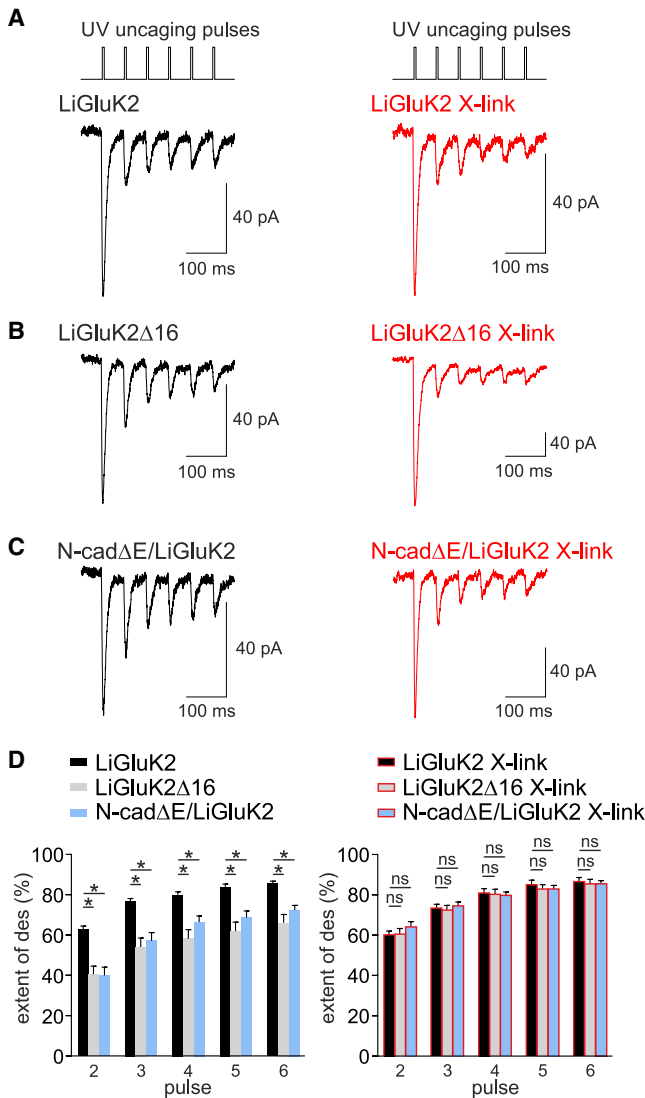 A
UV uncaging pulses
UV uncaging pulses
LiGluK2
LiGluK2 X-link
40 pA
100 ms
40 pA
100 ms
B
LiGluK2Δ16
LiGluK2Δ16 X-link
40 pA
100 ms
40 pA
100 ms
C
N-cadΔE/LiGluK2
N-cadΔE/LiGluK2 X-link
40 pA
100 ms
40 pA
100 ms
D
LiGluK2
LiGluK2Δ16
N-cadΔE/LiGluK2
LiGluK2 X-link
LiGluK2Δ16 X-link
N-cadΔE/LiGluK2 X-link
extent of des (%)
100
80
60
40
20
0
* * * * *
* * * * *
2 3 4 5 6
pulse
extent of des (%)
100
80
60
40
20
0
ns ns ns ns ns
ns ns ns ns ns
2 3 4 5 6
pulse